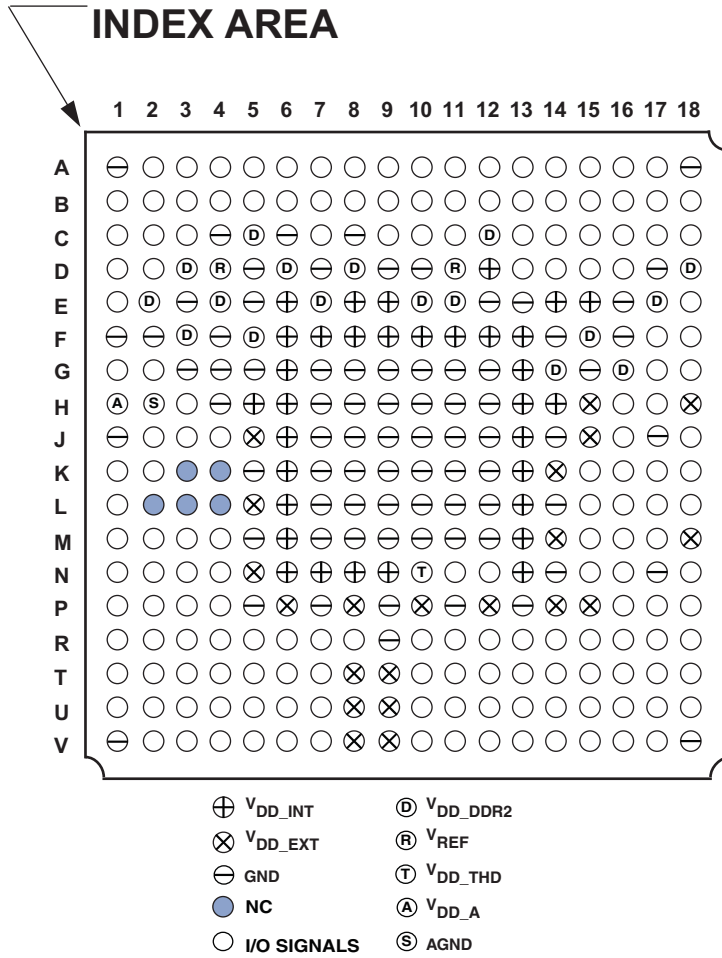 INDEX AREA
1 2 3 4 5 6 7 8 9 10 11 12 13 14 15 16 17 18
A
B
C D D
D D R D D R D
E D D D D D D
F D D D
G D D
H A S
J
K
L
M
N T
P
R
T
U
V
VDD_INT D VDD_DDR2
VDD_EXT R VREF
GND T VDD_THD
NC A VDD_A
I/O SIGNALS S AGND